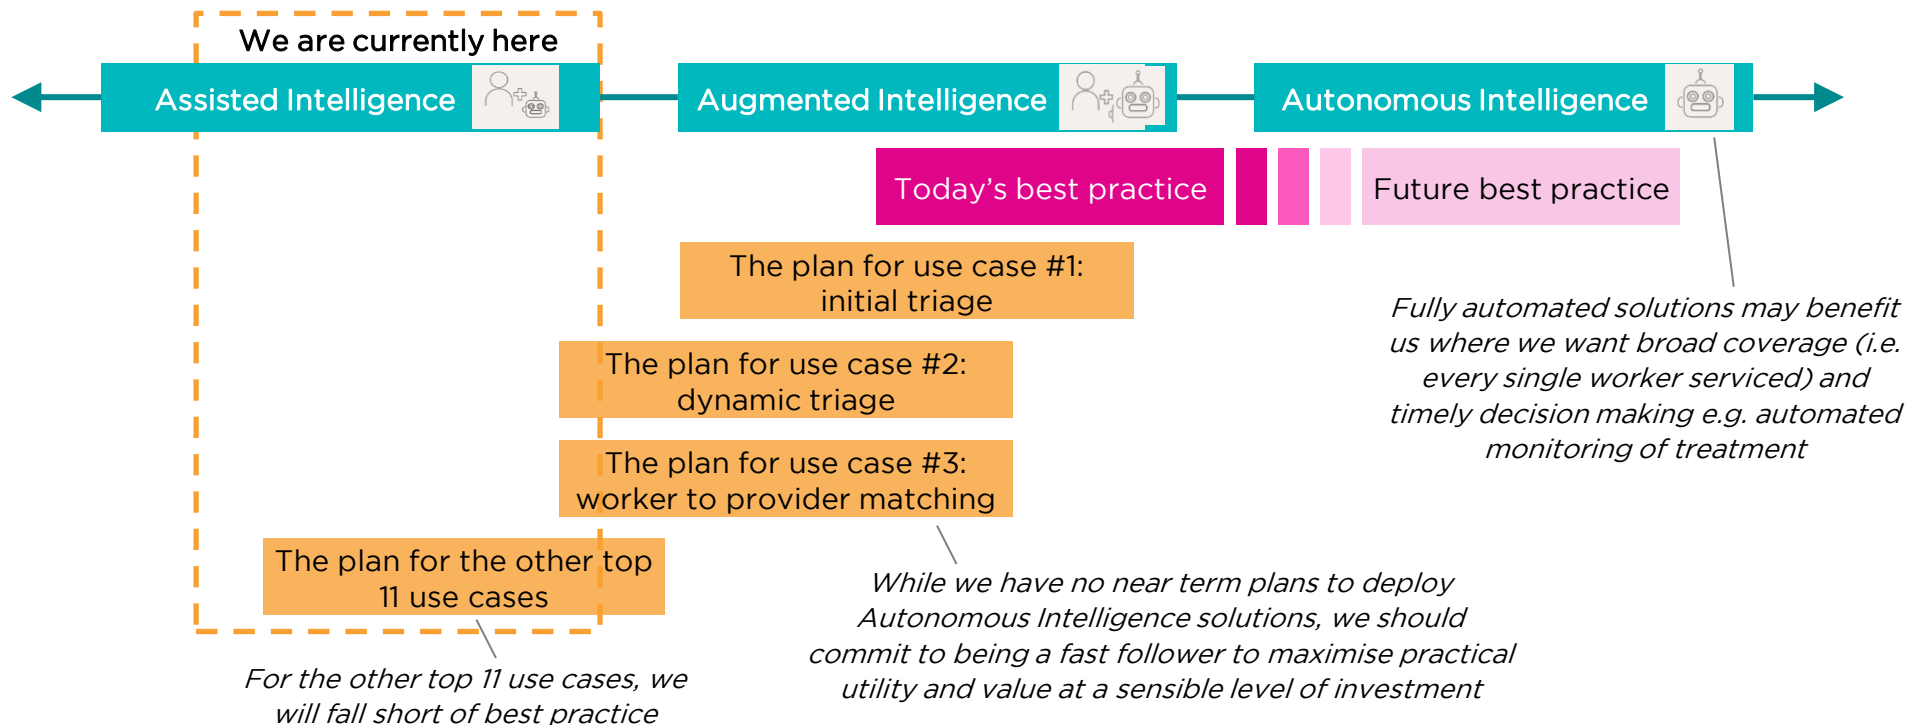 We are currently here
Assisted Intelligence
Augmented Intelligence
Autonomous Intelligence
Today's best practice
Future best practice
The plan for use case #1:
initial triage
The plan for use case #2:
dynamic triage
The plan for use case #3:
worker to provider matching
The plan for the other top
11 use cases
Fully automated solutions may benefit
us where we want broad coverage (i.e.
every single worker serviced) and
timely decision making e.g. automated
monitoring of treatment
While we have no near term plans to deploy
Autonomous Intelligence solutions, we should
commit to being a fast follower to maximise practical
utility and value at a sensible level of investment
For the other top 11 use cases, we
will fall short of best practice